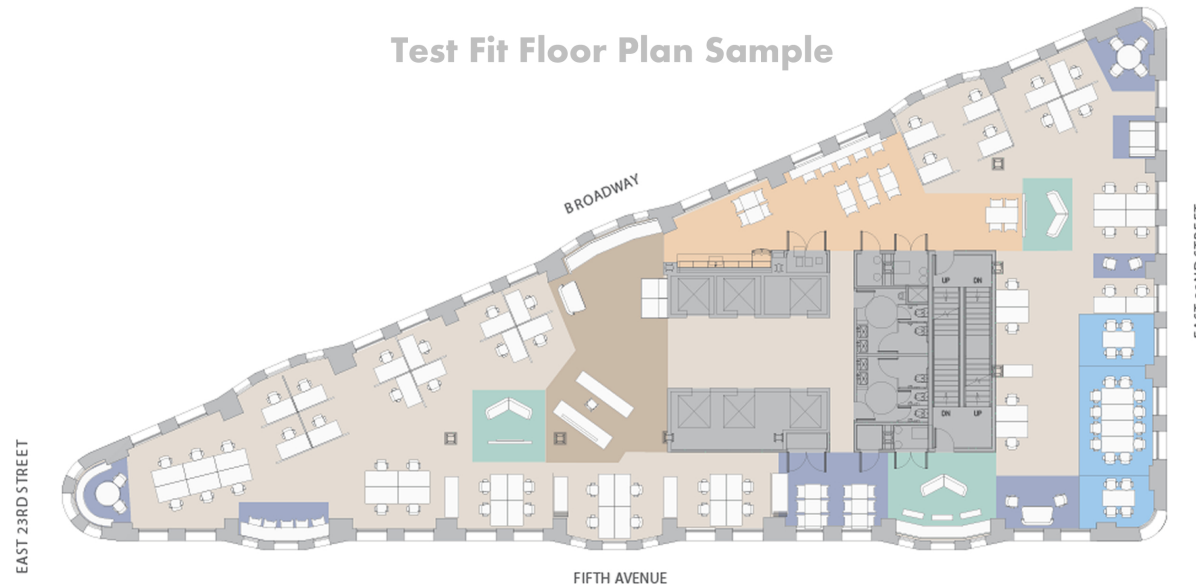 Test Fit Floor Plan Sample
BROADWAY
UP DN
DN UP
EAST 23RD STREET
FIFTH AVENUE